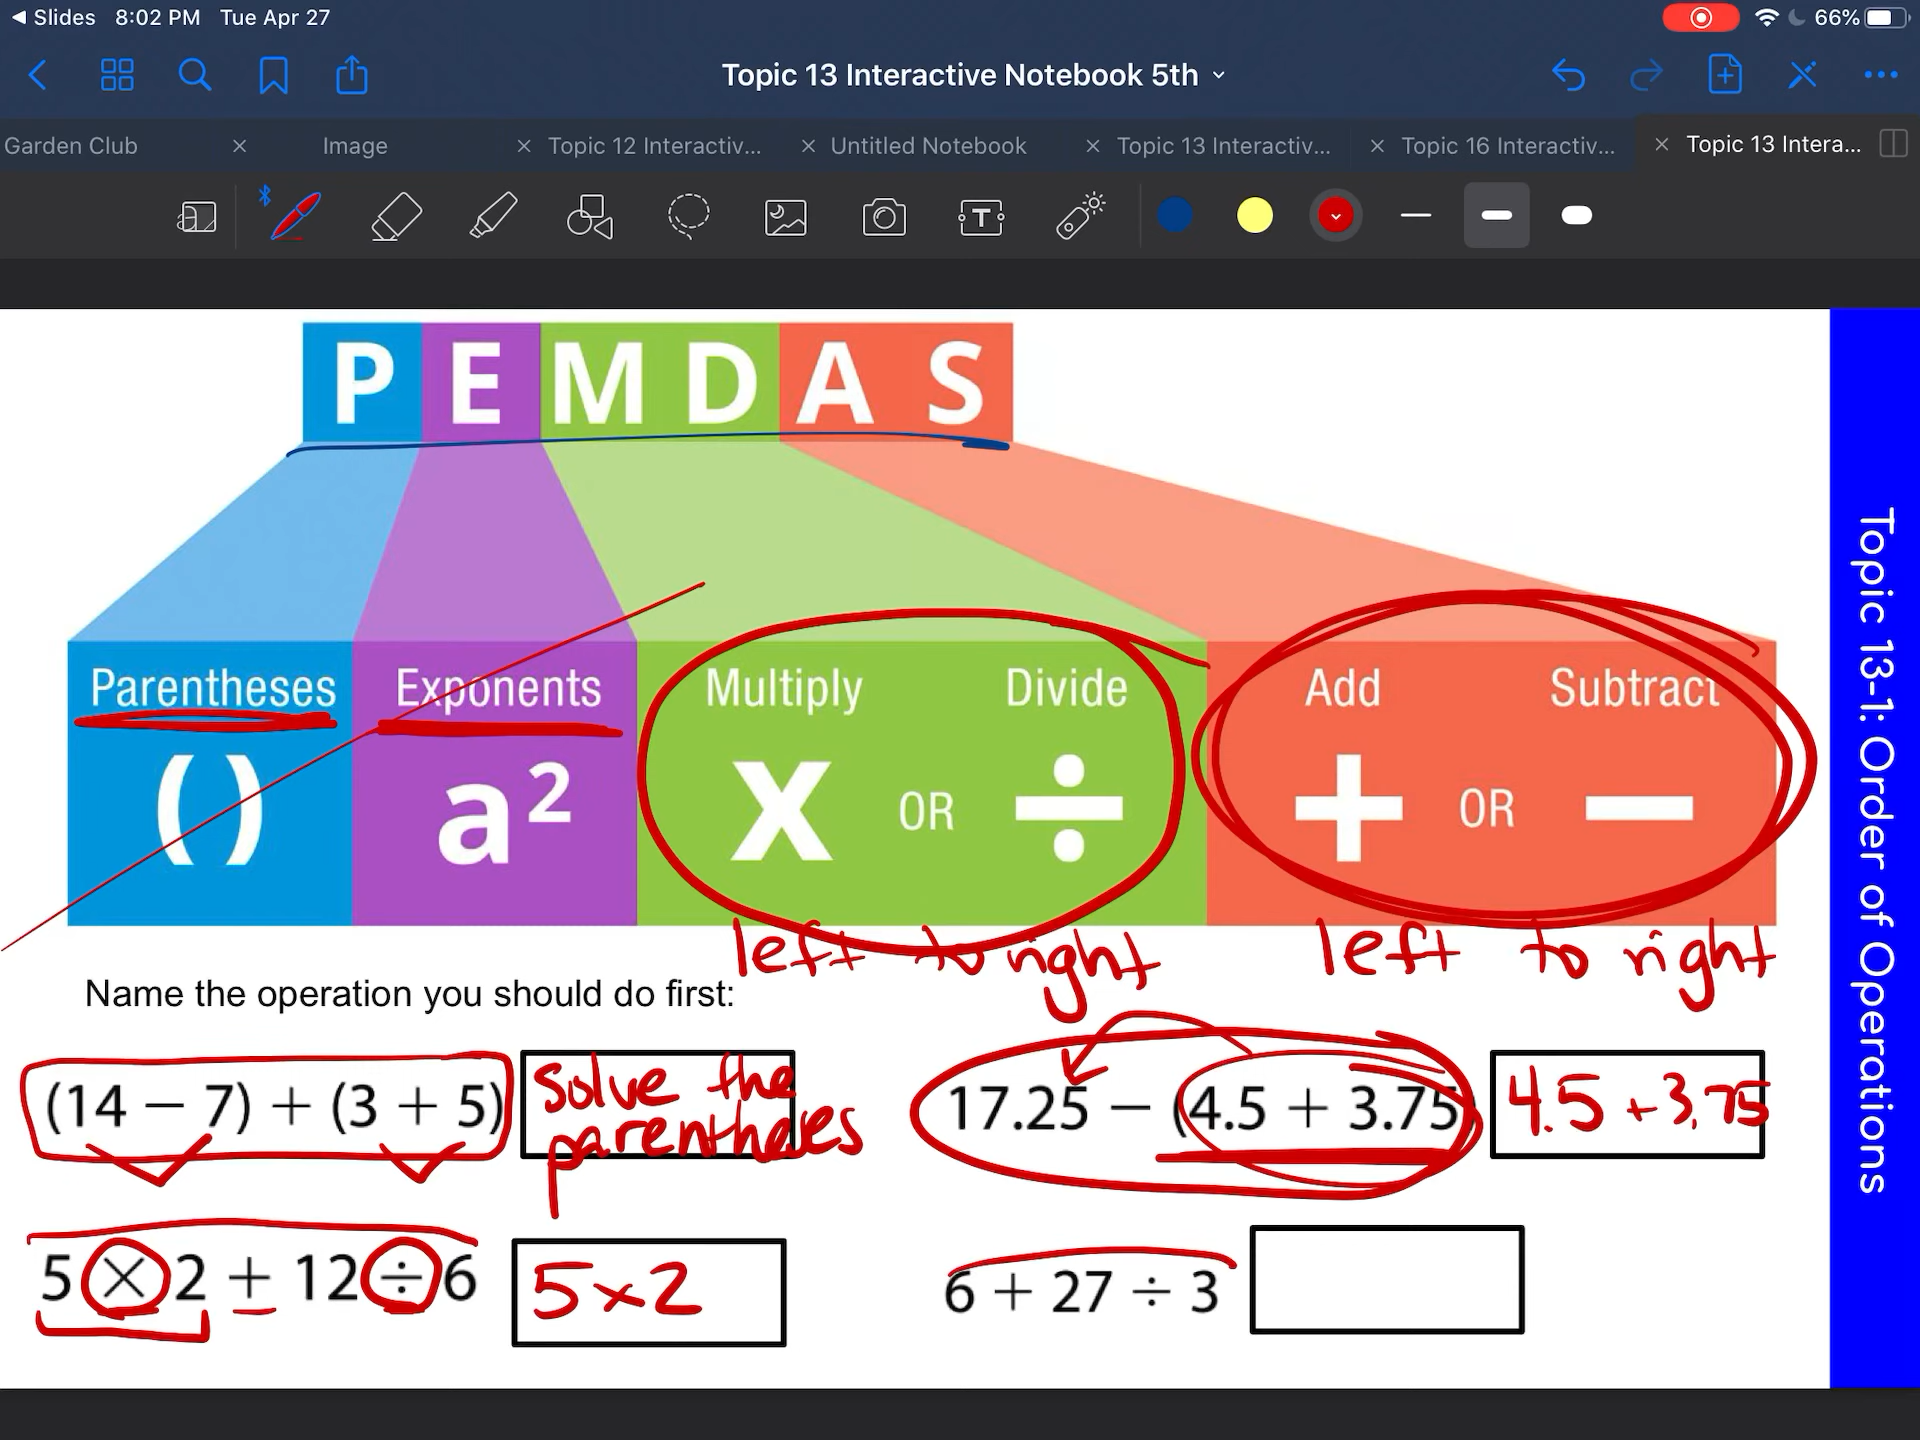 Slides 8:02 PM Tue Apr 27 66%
Topic 13 Interactive Notebook 5th
Garden Club Image Topic 12 Interactiv... Untitled Notebook Topic 13 Interactiv... Topic 16 Interactiv... Topic 13 Intera...
a T
P E M D A S
Parentheses Exponents Multiply Divide Add Subtract
( ) a² x OR ÷ + OR −
left to right left to right
Name the operation you should do first:
(14 − 7) + (3 + 5) solve the
parentheses
17.25 − (4.5 + 3.75) 4.5 + 3.75
5 × 2 + 12 ÷ 6 5 × 2
6 + 27 ÷ 3
Topic 13-1: Order of Operations